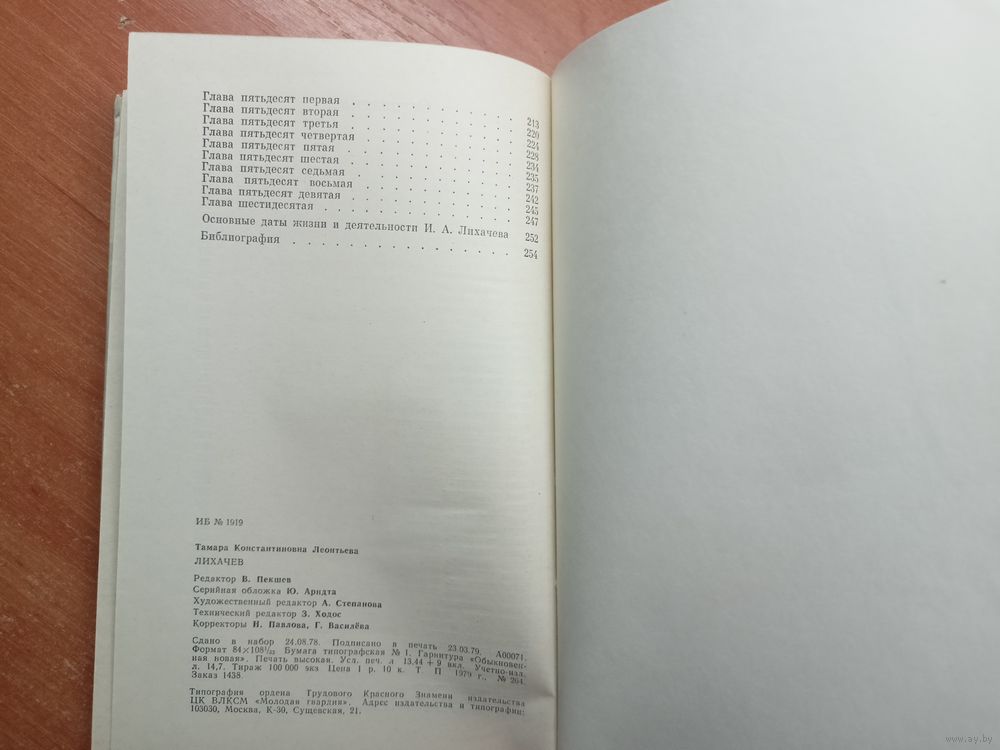 Глава пятьдесят первая . . . . . . . . . . . 213
Глава пятьдесят вторая . . . . . . . . . . . 220
Глава пятьдесят третья . . . . . . . . . . . 224
Глава пятьдесят четвертая . . . . . . . . . . 228
Глава пятьдесят пятая . . . . . . . . . . . 234
Глава пятьдесят шестая . . . . . . . . . . . 235
Глава пятьдесят седьмая . . . . . . . . . . 237
Глава пятьдесят восьмая . . . . . . . . . . 242
Глава пятьдесят девятая . . . . . . . . . . 245
Глава шестидесятая . . . . . . . . . . . . 247
Основные даты жизни и деятельности И. А. Лихачева 252
Библиография . . . . . . . . . . . . . . 254
ИБ № 1919
Тамара Константиновна Леонтьева
ЛИХАЧЕВ
Редактор В. Пекшев
Серийная обложка Ю. Арндта
Художественный редактор А. Степанова
Технический редактор З. Ходос
Корректоры Н. Павлова, Г. Василёва
Сдано в набор 24.08.78. Подписано в печать 23.03.79. А00071.
Формат 84×108¹/₃₂ Бумага типографская № 1. Гарнитура «Обыкновен-
ная новая». Печать высокая. Усл. печ. л 13,44 + 9 вкл. Учетно-изд.
л. 14,7. Тираж 100 000 экз Цена 1 р. 10 к. Т. П 1979 г., № 264.
Заказ 1438.
Типография ордена Трудового Красного Знамени издательства
ЦК ВЛКСМ «Молодая гвардия». Адрес издательства и типографии:
103030, Москва, К-30, Сущевская, 21.
www.ay.by